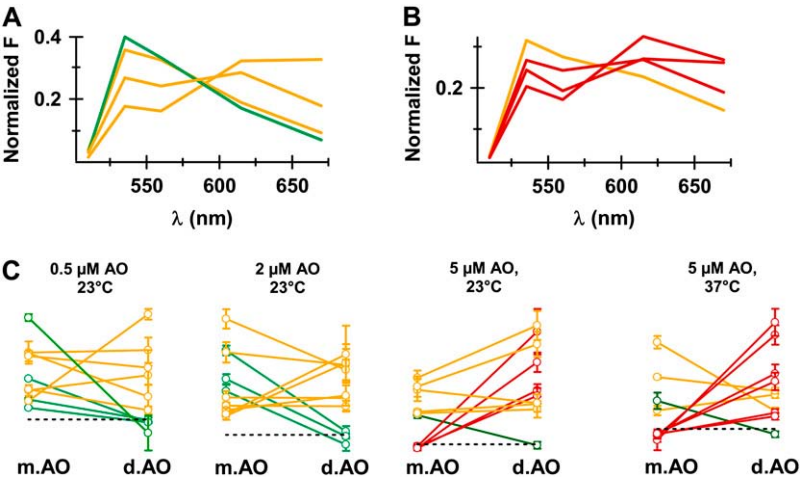 A
B
Normalized F
0.4
0.2
550
600
650
λ (nm)
Normalized F
0.2
550
600
650
λ (nm)
C
0.5 µM AO
23°C
2 µM AO
23°C
5 µM AO,
23°C
5 µM AO,
37°C
m.AO
d.AO
m.AO
d.AO
m.AO
d.AO
m.AO
d.AO